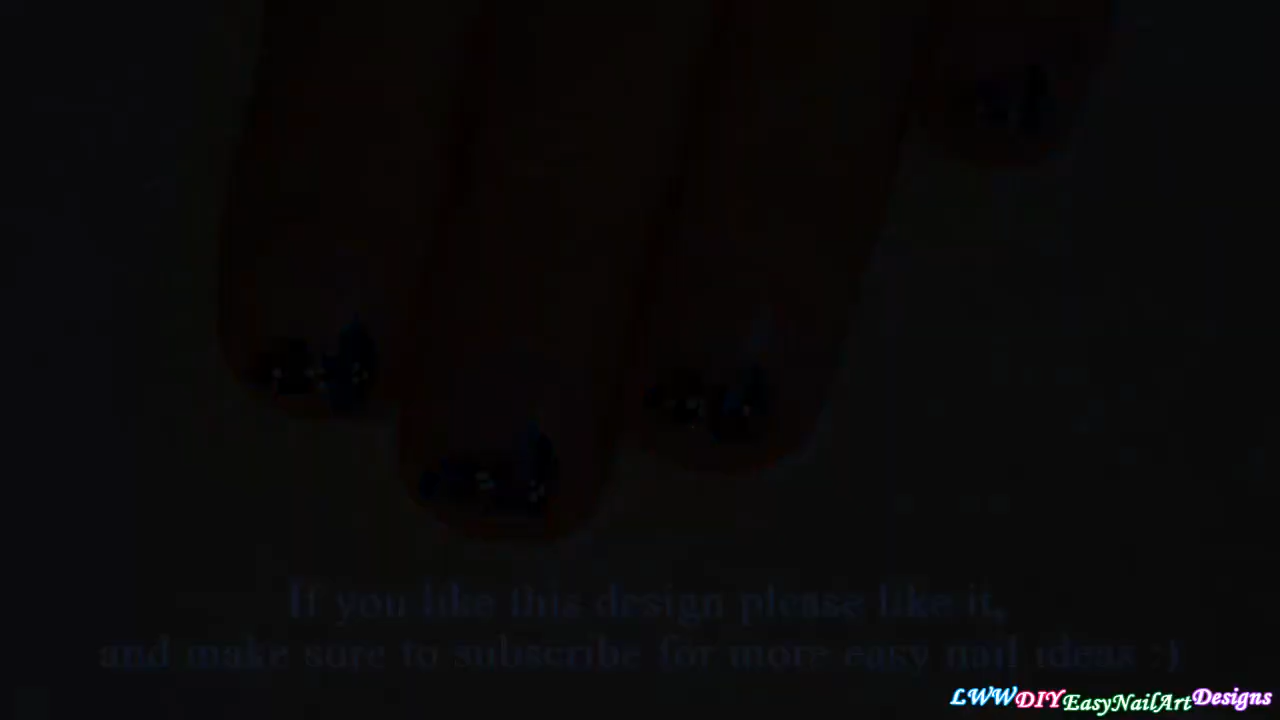 If you like this design please like it,
and make sure to subscribe for more easy nail ideas :)
LWWDIYEasyNailArtDesigns